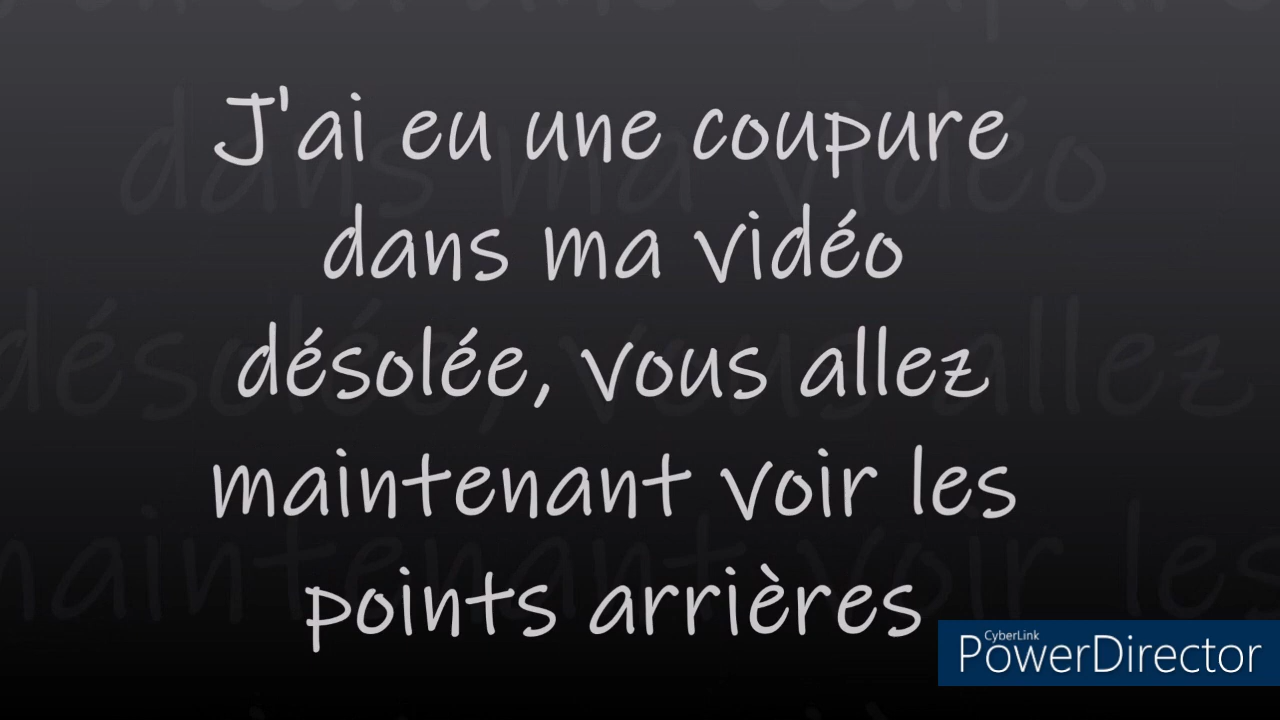 J'ai eu une coupure
dans ma vidéo
désolée, vous allez
maintenant voir les
points arrières
CyberLink
PowerDirector